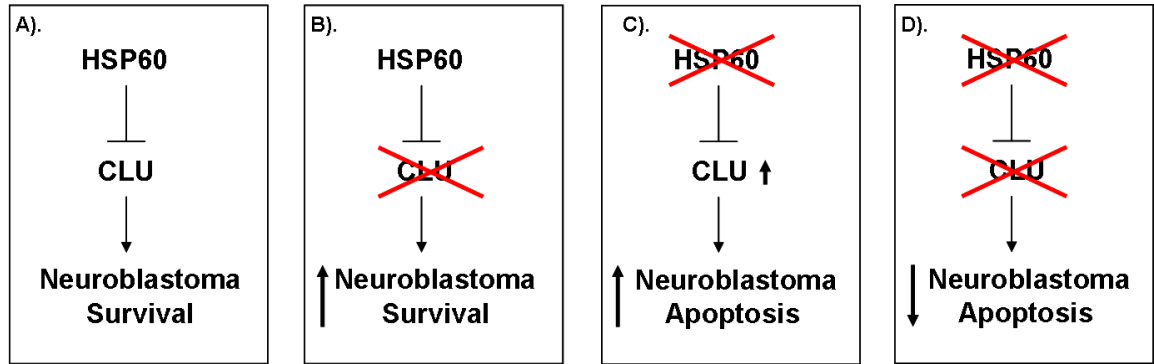 A).
HSP60
CLU
Neuroblastoma
Survival
B).
HSP60
CLU
Neuroblastoma
Survival
C).
HSP60
CLU
Neuroblastoma
Apoptosis
D).
HSP60
CLU
Neuroblastoma
Apoptosis